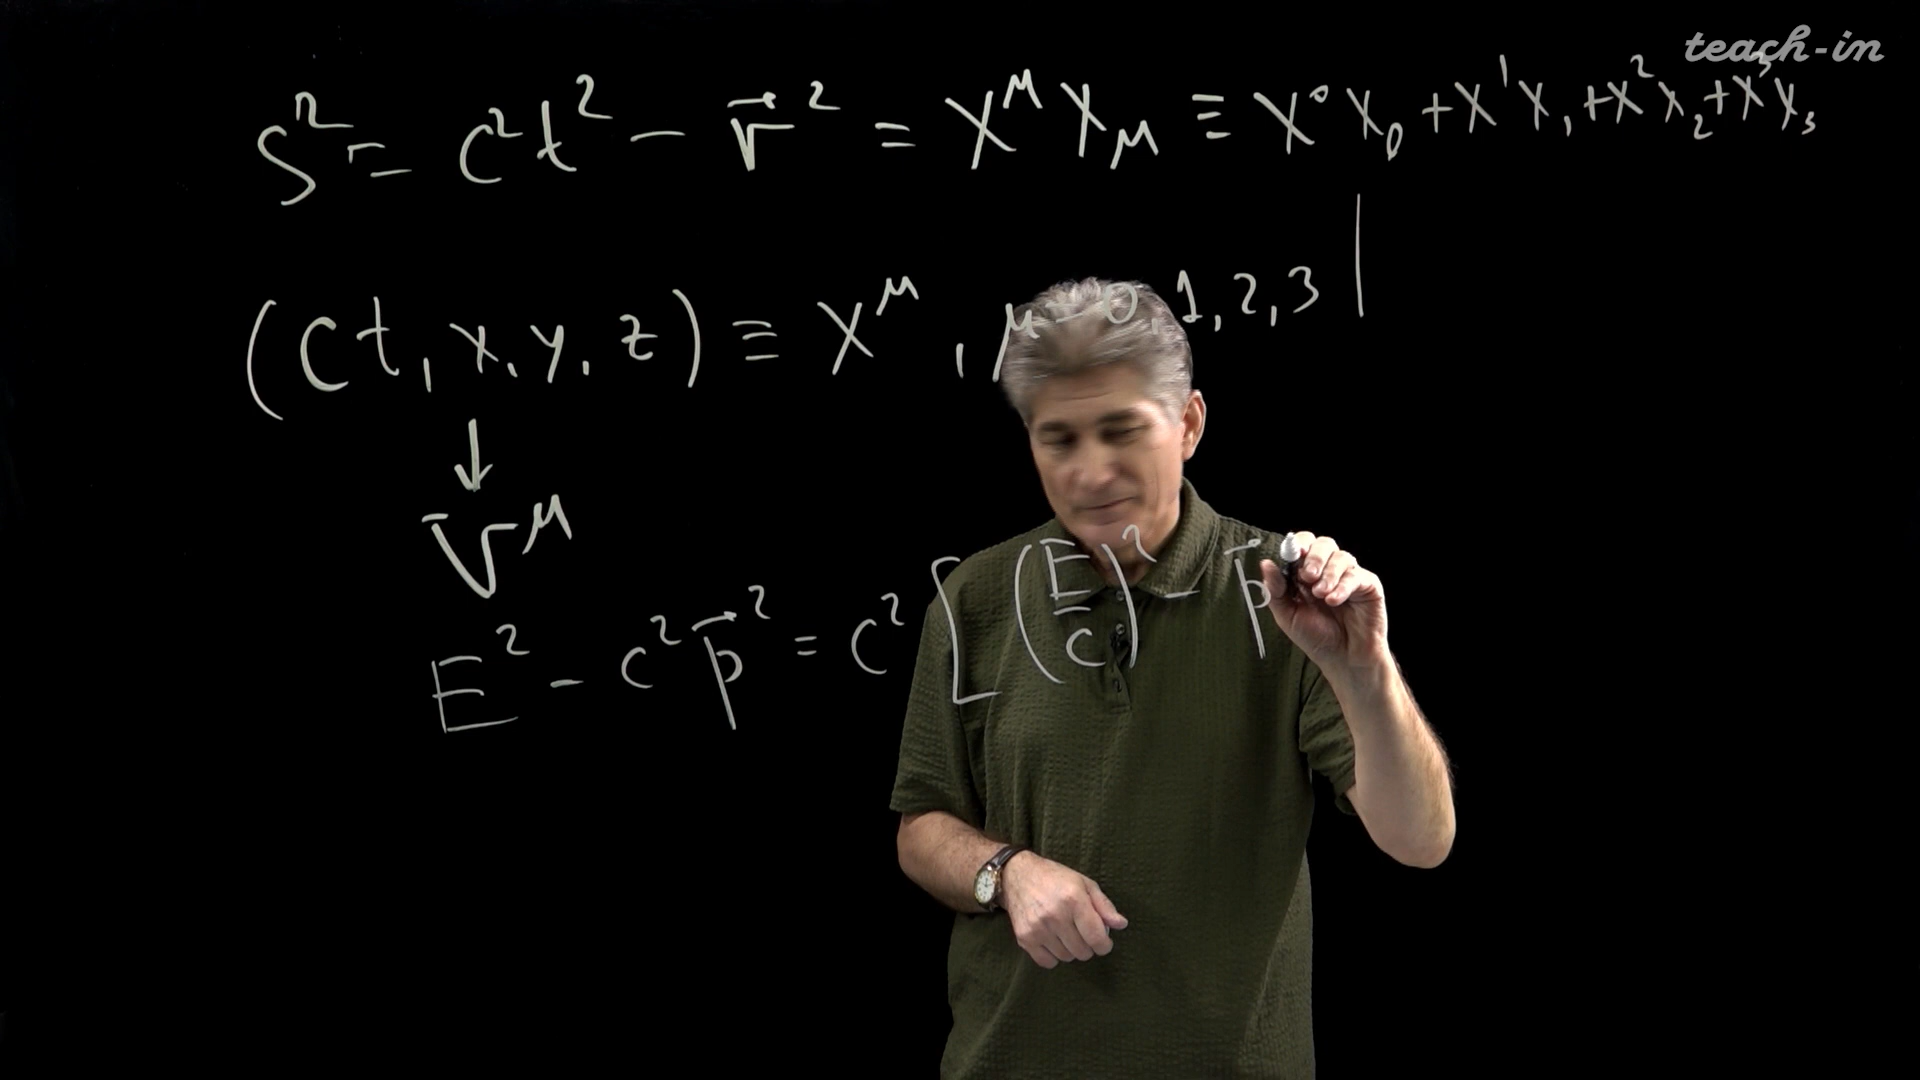 teach-in
S² = c²t² − r⃗² = X^μ X_μ ≡ X⁰X₀ + X¹X₁ + X²X₂ + X³X₃
(ct, x, y, z) ≡ X^μ, μ = 0, 1, 2, 3 |
↓
V^μ
E² − c²p⃗² = c² [ (E/c)² − p⃗